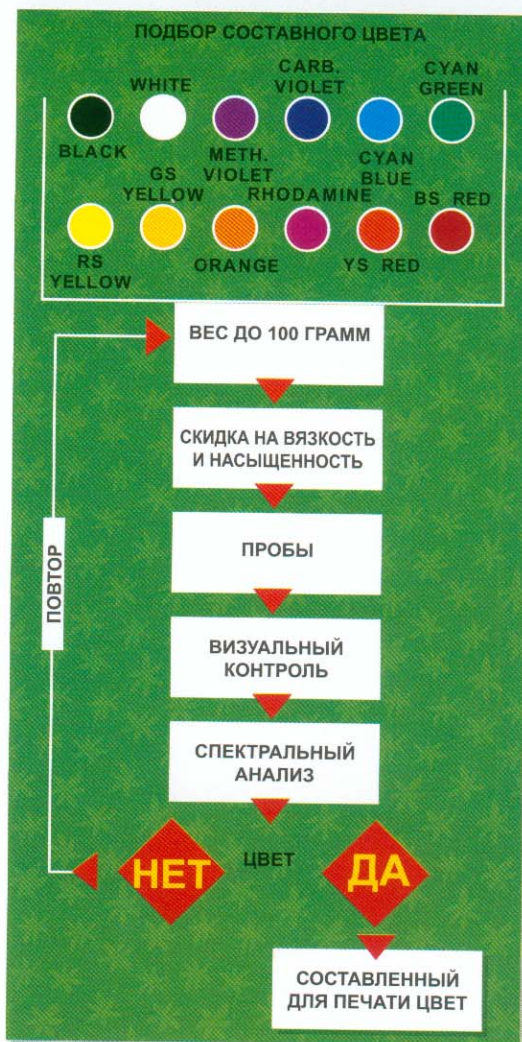 ПОДБОР СОСТАВНОГО ЦВЕТА
WHITE
CARB.
VIOLET
CYAN
GREEN
BLACK
METH.
VIOLET
CYAN
BLUE
GS
YELLOW
RHODAMINE
BS RED
RS
YELLOW
ORANGE
YS RED
ВЕС ДО 100 ГРАММ
СКИДКА НА ВЯЗКОСТЬ
И НАСЫЩЕННОСТЬ
ПРОБЫ
ПОВТОР
ВИЗУАЛЬНЫЙ
КОНТРОЛЬ
СПЕКТРАЛЬНЫЙ
АНАЛИЗ
НЕТ
ЦВЕТ
ДА
СОСТАВЛЕННЫЙ
ДЛЯ ПЕЧАТИ ЦВЕТ